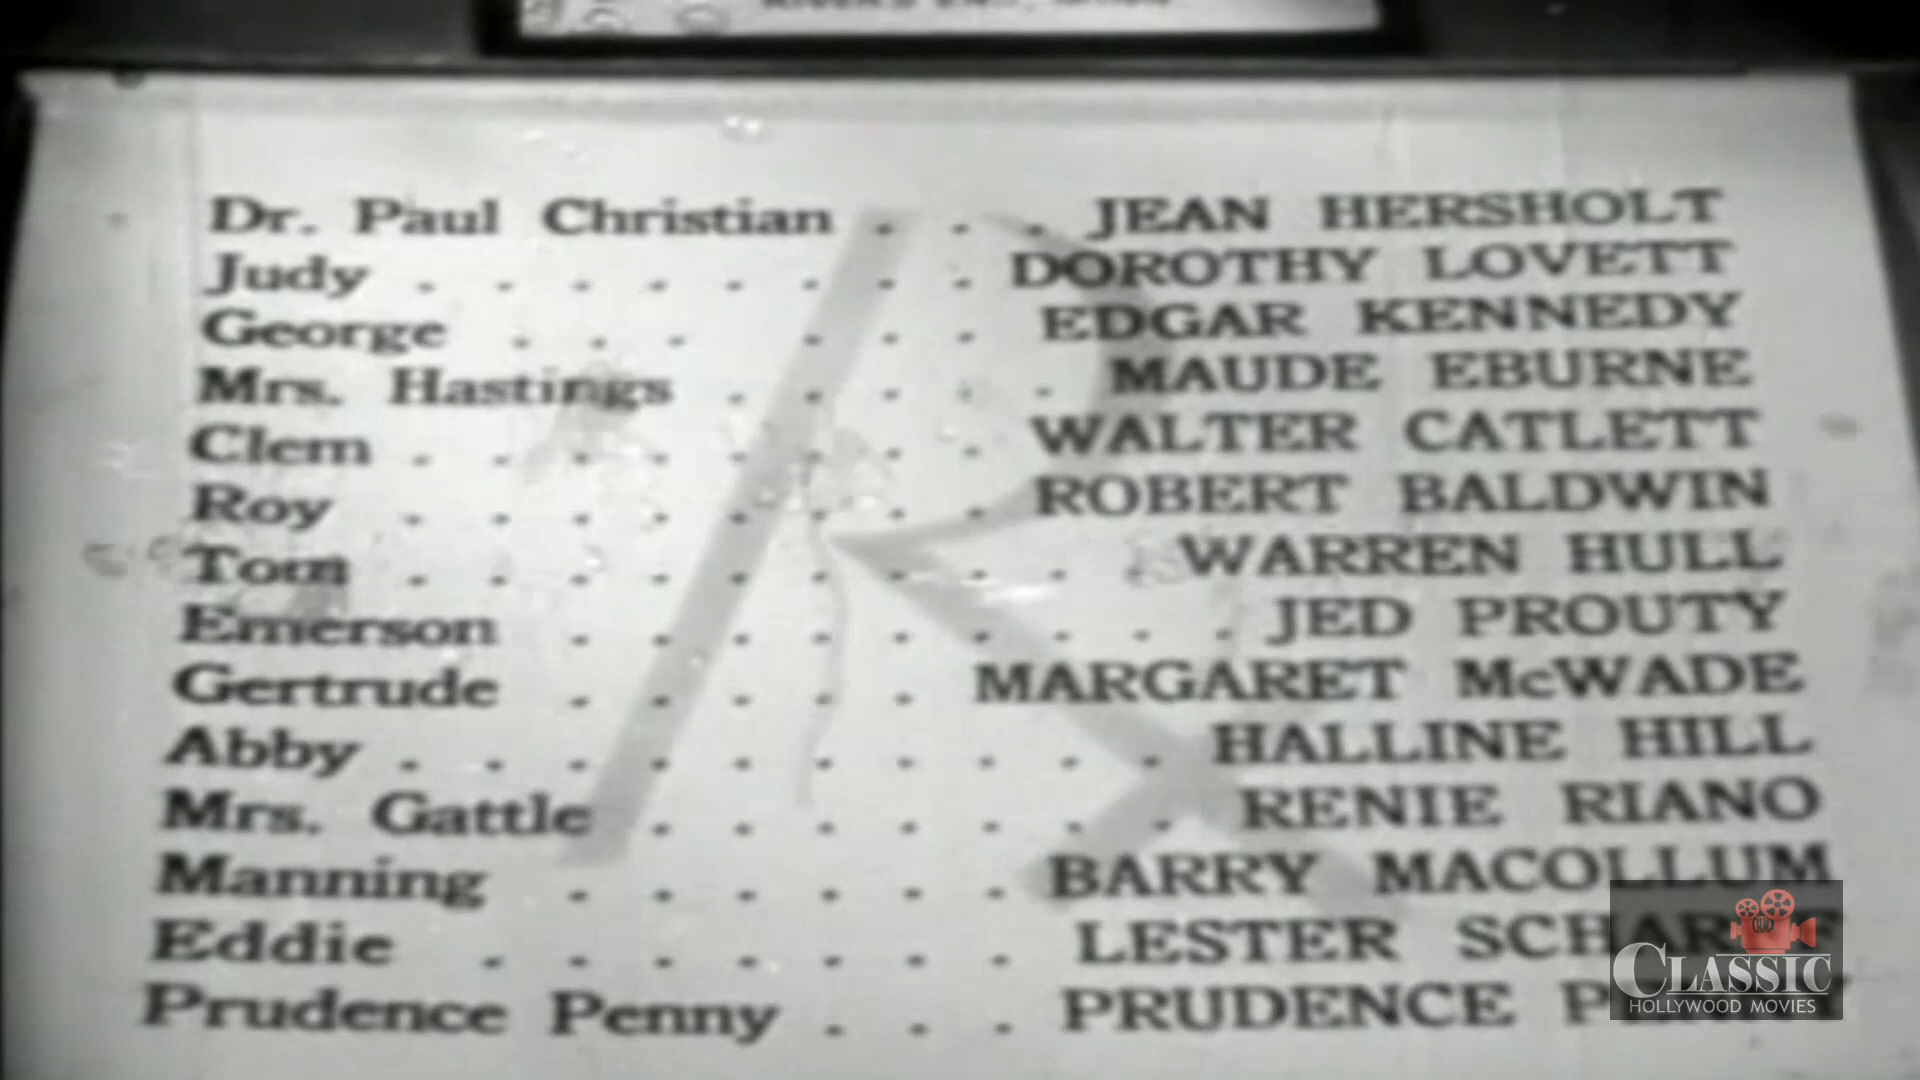 Dr. Paul Christian . . . JEAN HERSHOLT
Judy . . . . . . . . DOROTHY LOVETT
George . . . . . . EDGAR KENNEDY
Mrs. Hastings . . . . . MAUDE EBURNE
Clem . . . . . . . . WALTER CATLETT
Roy . . . . . . . . ROBERT BALDWIN
Tom . . . . . . . . . . WARREN HULL
Emerson . . . . . . . . . JED PROUTY
Gertrude . . . . . MARGARET McWADE
Abby . . . . . . . . . . HALLINE HILL
Mrs. Gattle . . . . . . . RENIE RIANO
Manning . . . . . . BARRY MACOLLUM
Eddie . . . . . . . LESTER
Prudence Penny . . . PRUDENCE PENNY
CLASSIC
HOLLYWOOD MOVIES